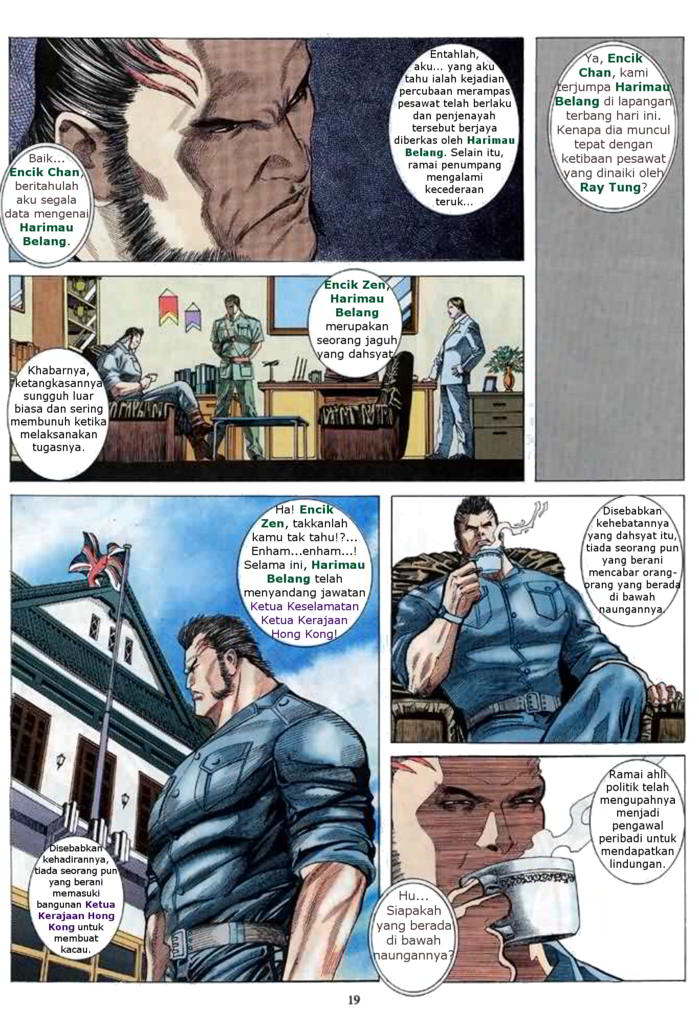 Baik...
Encik Chan,
beritahulah
aku segala
data mengenai
Harimau
Belang.
Entahlah,
aku... yang aku
tahu ialah kejadian
percubaan merampas
pesawat telah berlaku
dan penjenayah
tersebut berjaya
diberkas oleh Harimau
Belang. Selain itu,
ramai penumpang
mengalami
kecederaan
teruk...
Ya, Encik
Chan, kami
terjumpa Harimau
Belang di lapangan
terbang hari ini.
Kenapa dia muncul
tepat dengan
ketibaan pesawat
yang dinaiki oleh
Ray Tung?
Khabarnya,
ketangkasannya
sungguh luar
biasa dan sering
membunuh ketika
melaksanakan
tugasnya.
Encik Zen,
Harimau
Belang
merupakan
seorang jaguh
yang dahsyat
Ha! Encik
Zen, takkanlah
kamu tak tahu!?...
Enham...enham...!
Selama ini, Harimau
Belang telah
menyandang jawatan
Ketua Keselamatan
Ketua Kerajaan
Hong Kong!
Disebabkan
kehadirannya,
tiada seorang pun
yang berani
memasuki
bangunan Ketua
Kerajaan Hong
Kong untuk
membuat
kacau.
Disebabkan
kehebatannya
yang dahsyat itu,
tiada seorang pun
yang berani
mencabar orang-
orang yang berada
di bawah
naungannya.
Ramai ahli
politik telah
mengupahnya
menjadi
pengawal
peribadi untuk
mendapatkan
lindungan.
Hu...
Siapakah
yang berada
di bawah
naungannya?
19